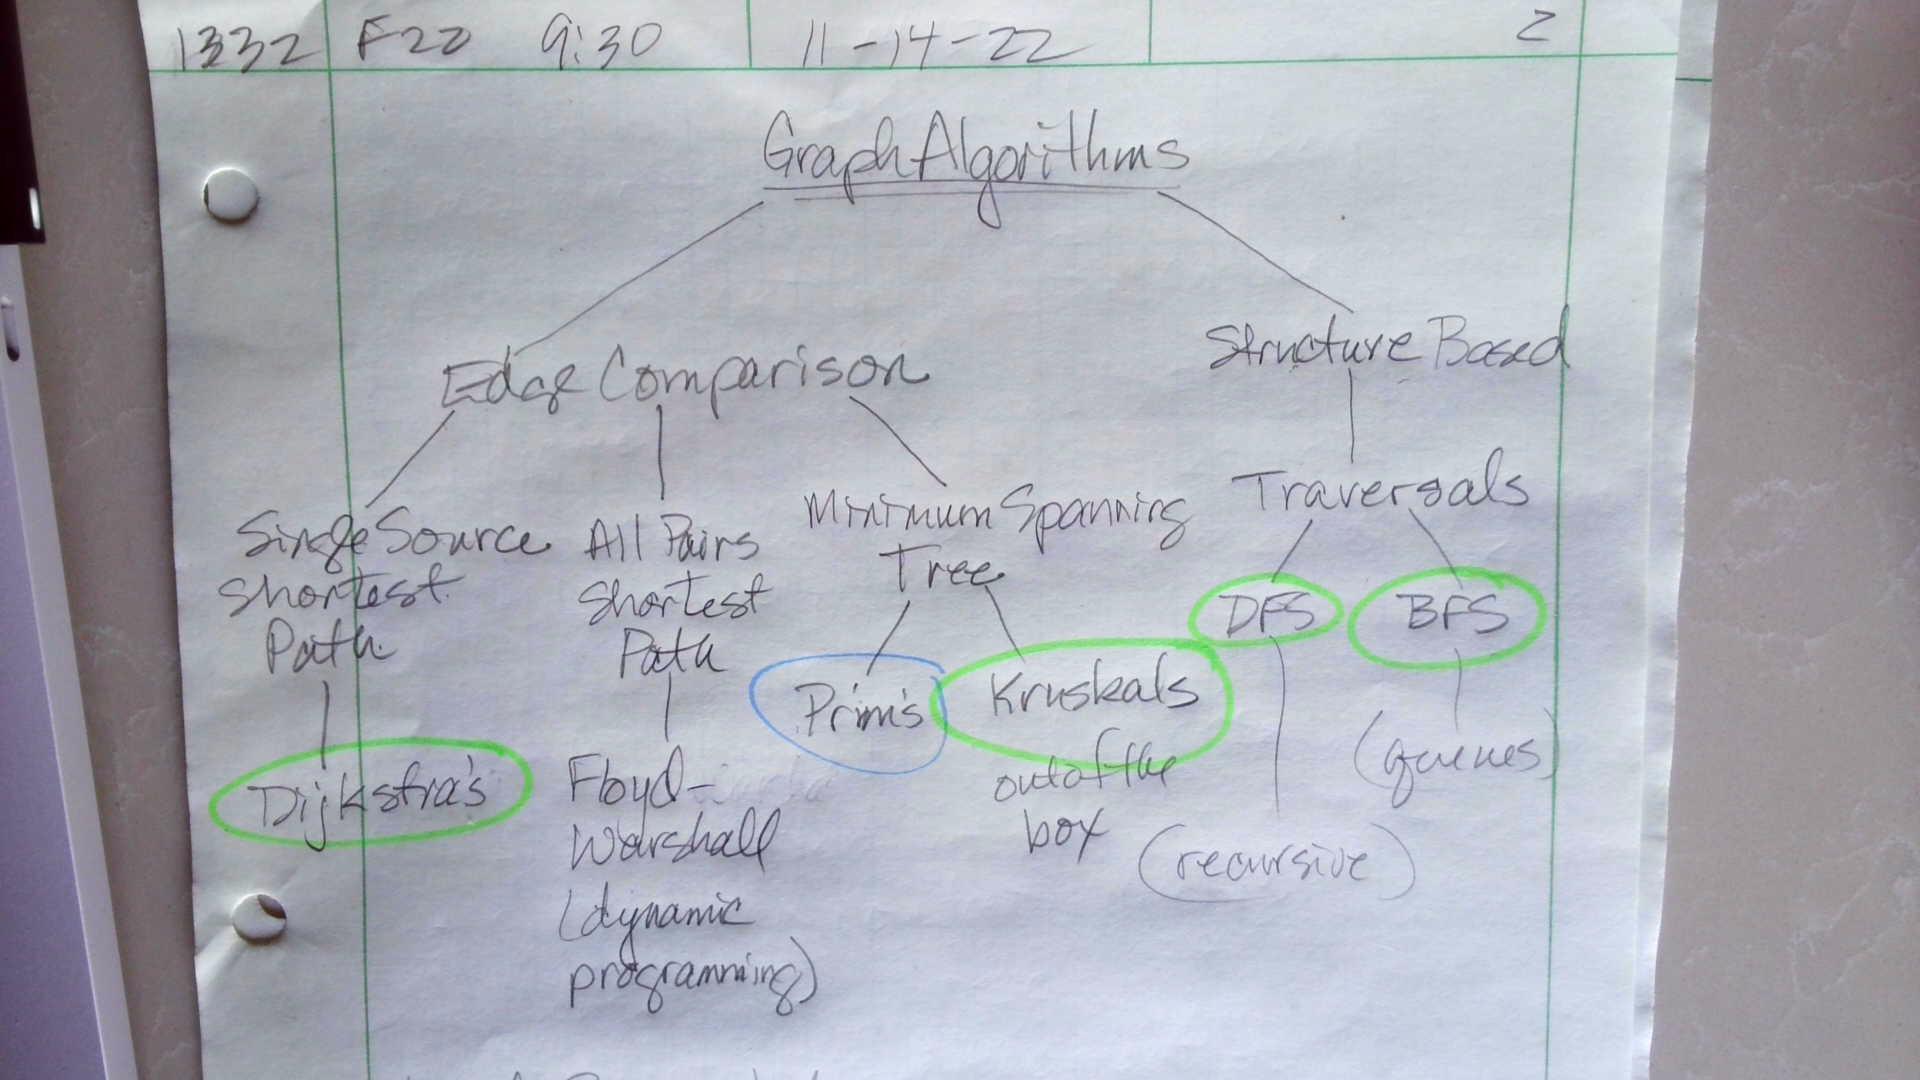 1332 F22 9:30 11-14-22 2
Graph Algorithms
Edge Comparison
Structure Based
Single Source
Shortest
Path
All Pairs
Shortest
Path
Minimum Spanning
Tree
Traversals
DFS
BFS
Prim's
Kruskals
out of the
box
(queues)
(recursive)
Dijkstra's
Floyd-
Warshall
(dynamic
programming)